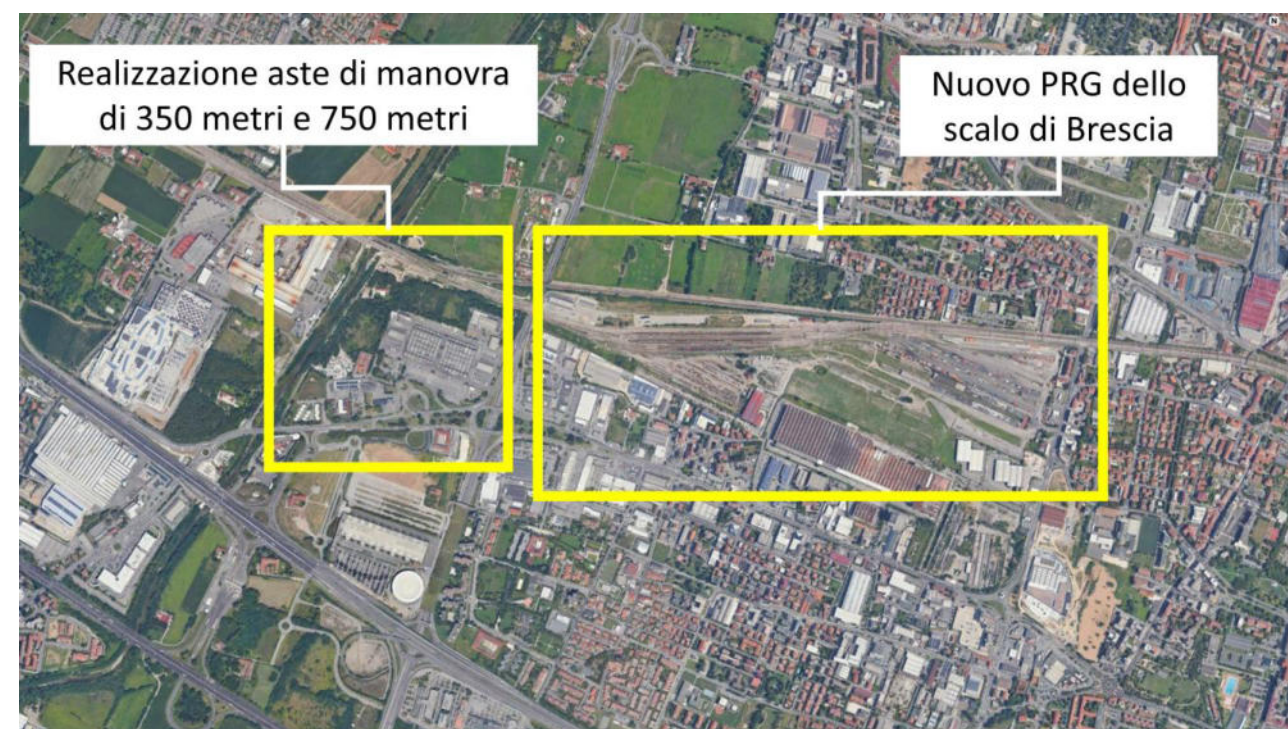 Realizzazione aste di manovra
di 350 metri e 750 metri
Nuovo PRG dello
scalo di Brescia